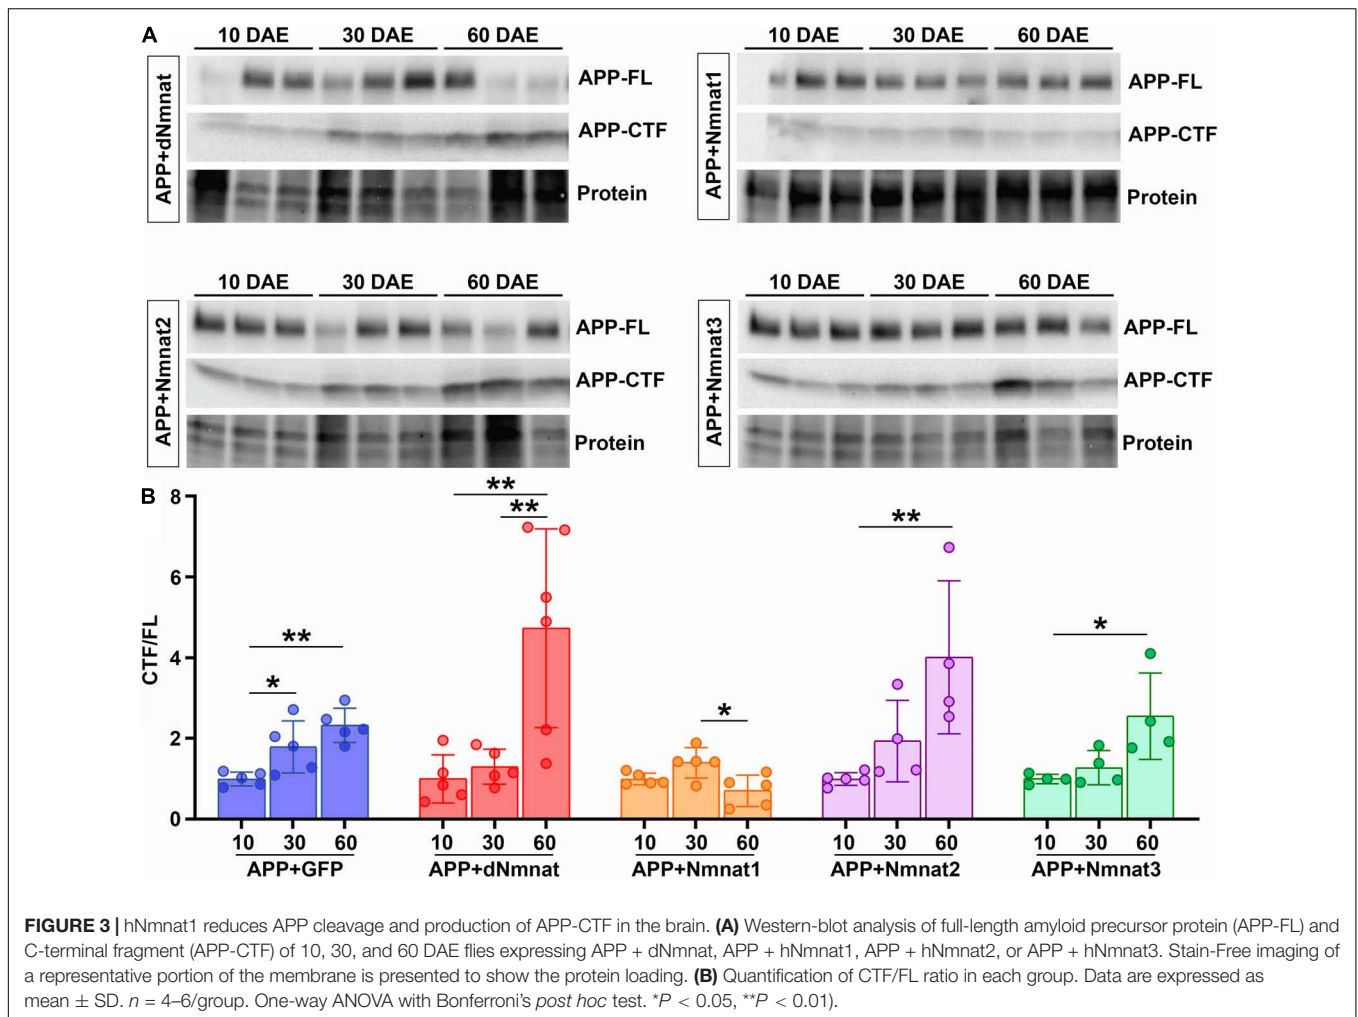 A
10 DAE 30 DAE 60 DAE
APP+dNmnat
APP-FL
APP-CTF
Protein
10 DAE 30 DAE 60 DAE
APP+Nmnat1
APP-FL
APP-CTF
Protein
10 DAE 30 DAE 60 DAE
APP+Nmnat2
APP-FL
APP-CTF
Protein
10 DAE 30 DAE 60 DAE
APP+Nmnat3
APP-FL
APP-CTF
Protein
B
CTF/FL
8
6
4
2
0
* **
** **
*
**
*
10 30 60 10 30 60 10 30 60 10 30 60 10 30 60
APP+GFP APP+dNmnat APP+Nmnat1 APP+Nmnat2 APP+Nmnat3
FIGURE 3 | hNmnat1 reduces APP cleavage and production of APP-CTF in the brain. (A) Western-blot analysis of full-length amyloid precursor protein (APP-FL) and
C-terminal fragment (APP-CTF) of 10, 30, and 60 DAE flies expressing APP + dNmnat, APP + hNmnat1, APP + hNmnat2, or APP + hNmnat3. Stain-Free imaging of
a representative portion of the membrane is presented to show the protein loading. (B) Quantification of CTF/FL ratio in each group. Data are expressed as
mean ± SD. n = 4–6/group. One-way ANOVA with Bonferroni's post hoc test. *P < 0.05, **P < 0.01).